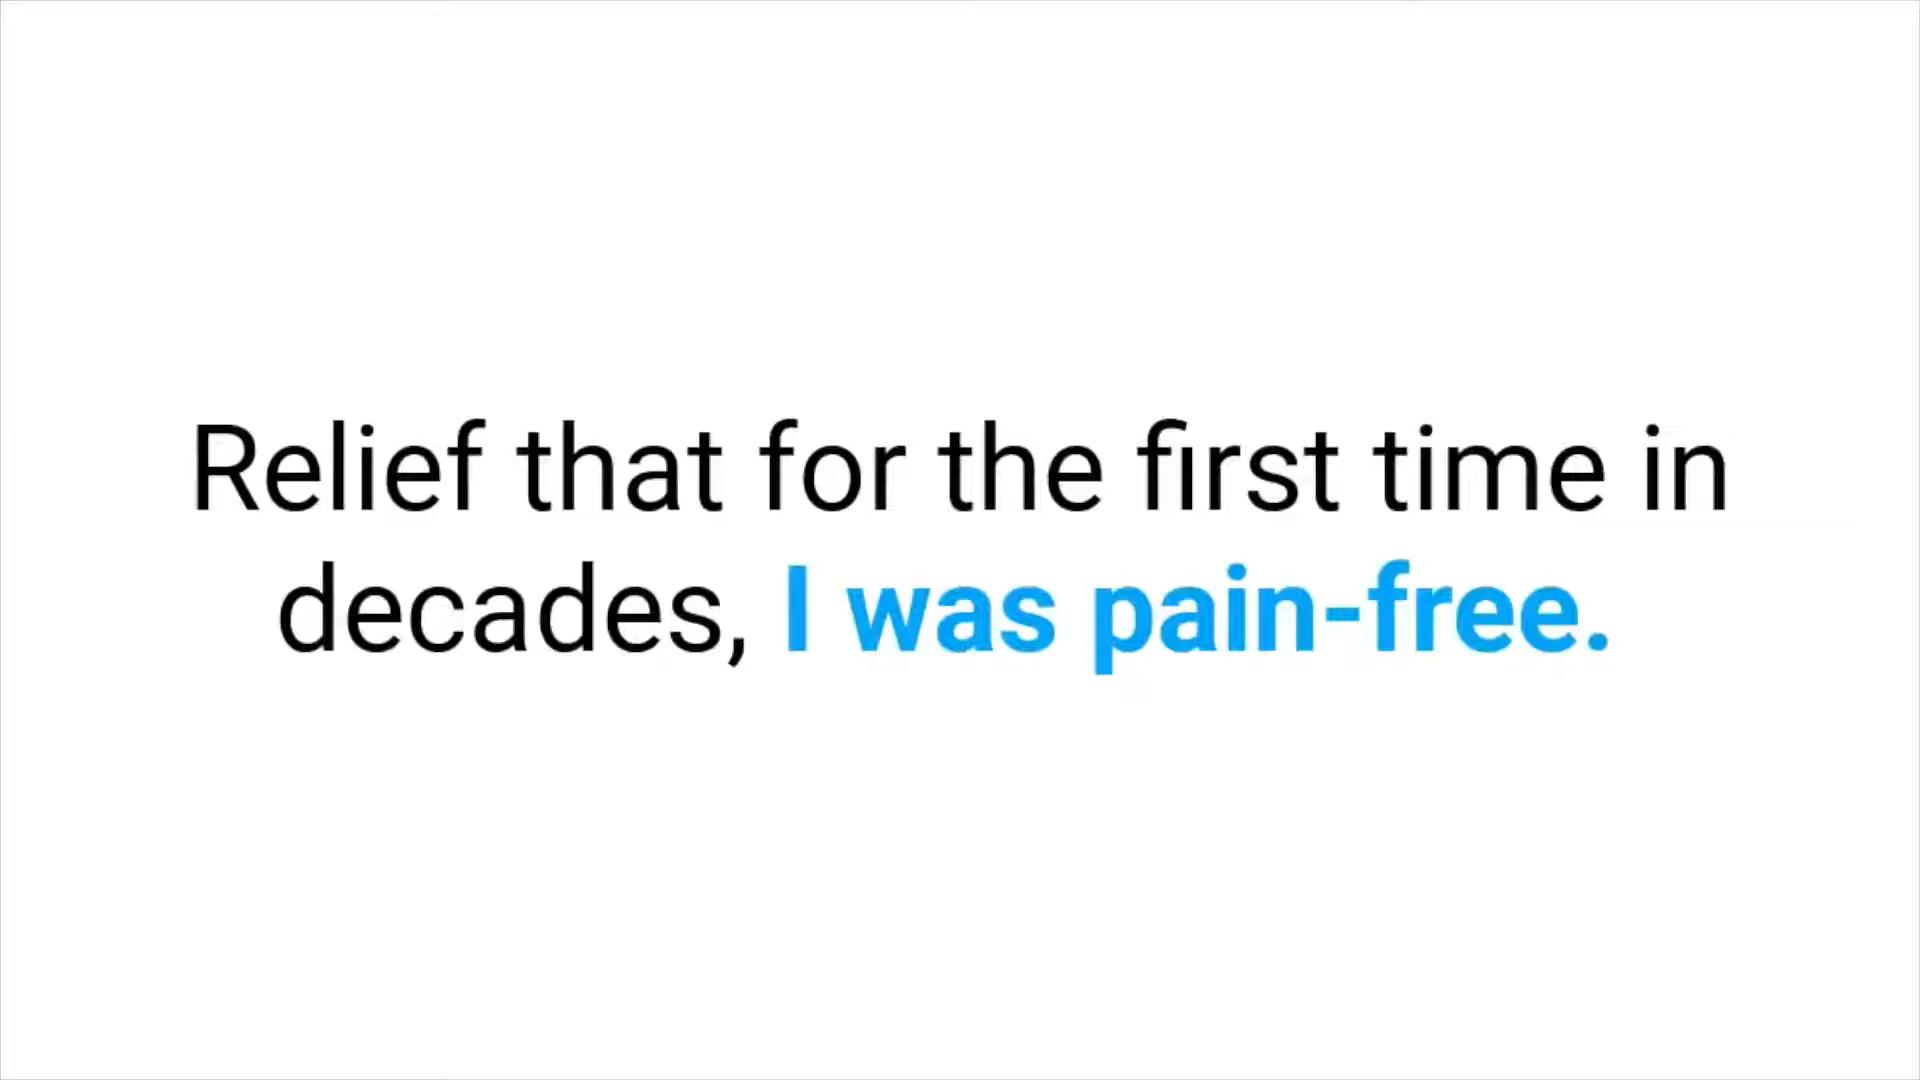 Relief that for the first time in
decades, I was pain-free.